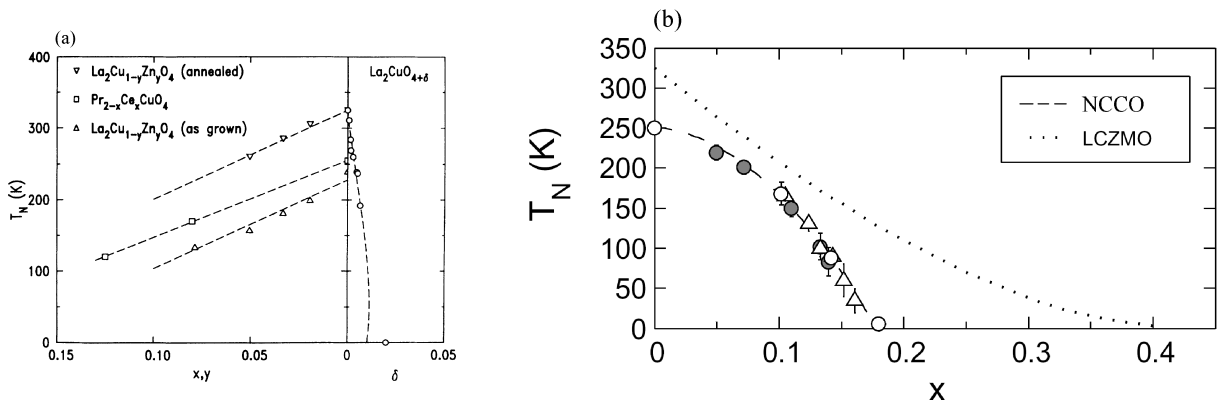 (a)
400
300
200
100
0
T_N (K)
La₂Cu₁₋yZnyO₄ (annealed)
Pr₂₋ₓCeₓCuO₄
La₂Cu₁₋yZnyO₄ (as grown)
La₂CuO₄₊δ
0.15 0.10 0.05 0 0.05
x,y δ
(b)
350
300
250
200
150
100
50
0
T_N (K)
NCCO
LCZMO
0 0.1 0.2 0.3 0.4
x